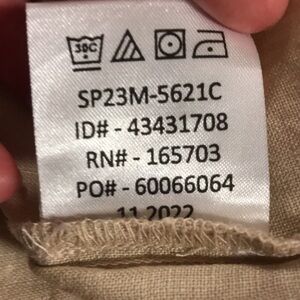 30C
SP23M-5621C
ID# - 43431708
RN# - 165703
PO# - 60066064
11.2022